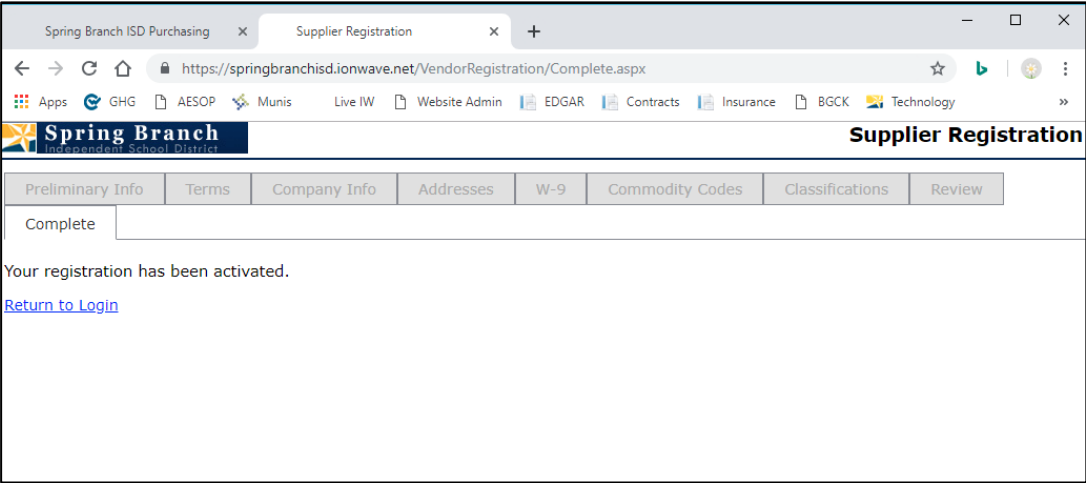 Spring Branch ISD Purchasing
Supplier Registration
https://springbranchisd.ionwave.net/VendorRegistration/Complete.aspx
Apps GHG AESOP Munis Live IW Website Admin EDGAR Contracts Insurance BGCK Technology »
Spring Branch
Independent School District
Supplier Registration
Preliminary Info Terms Company Info Addresses W-9 Commodity Codes Classifications Review
Complete
Your registration has been activated.
Return to Login